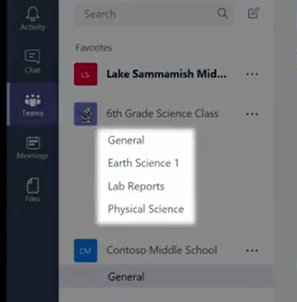 Search
Activity
Chat
Teams
Meetings
Files
Favorites
LS Lake Sammamish Mid...
6th Grade Science Class
General
Earth Science 1
Lab Reports
Physical Science
CM Contoso Middle School
General